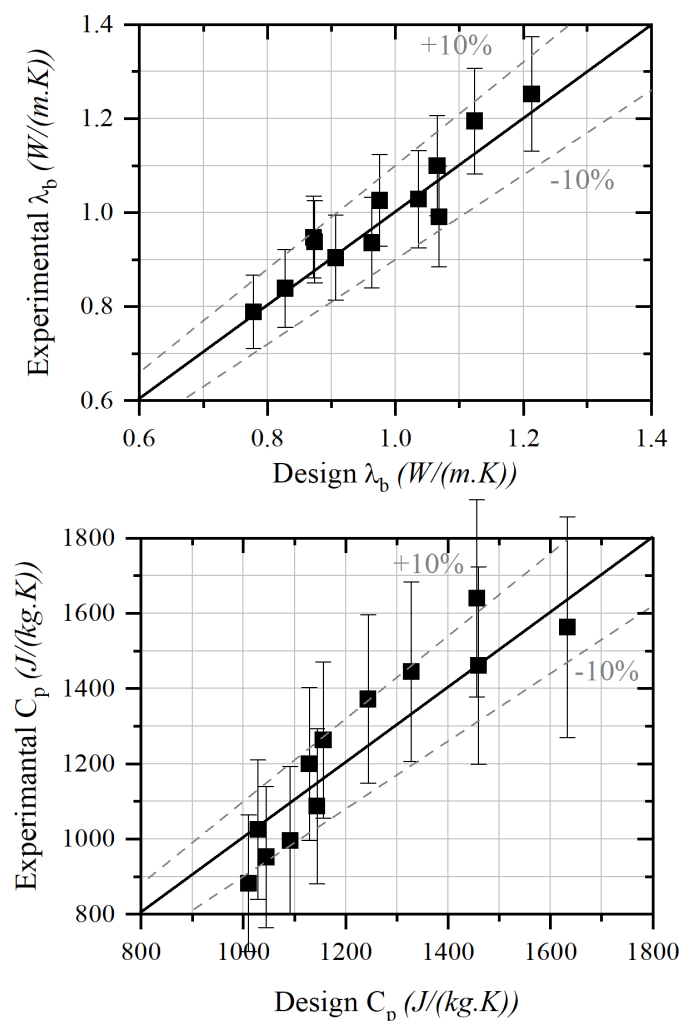 1.4
1.2
1.0
0.8
0.6
Experimental λb (W/(m.K))
+10%
-10%
0.6 0.8 1.0 1.2 1.4
Design λb (W/(m.K))
1800
1600
1400
1200
1000
800
Experimantal Cp (J/(kg.K))
+10%
-10%
800 1000 1200 1400 1600 1800
Design Cp (J/(kg.K))